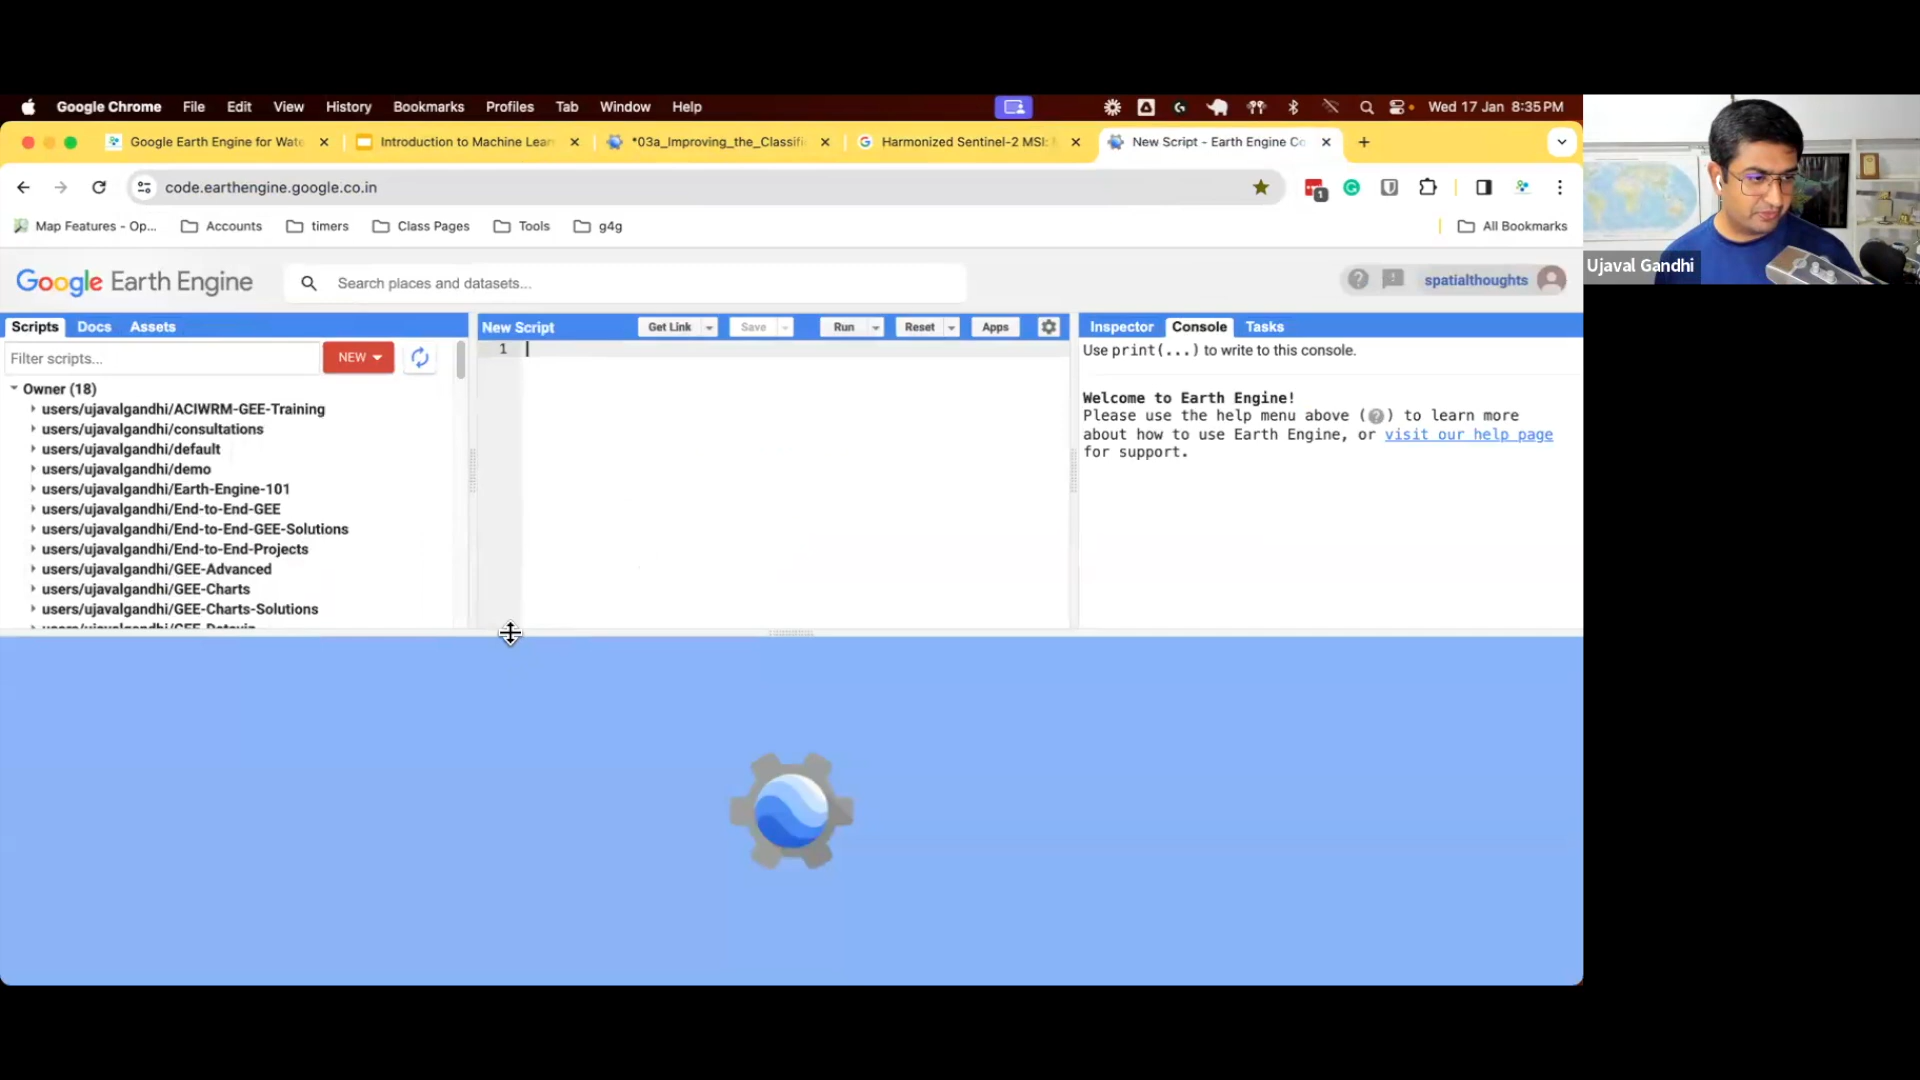 Google Chrome File Edit View History Bookmarks Profiles Tab Window Help Wed 17 Jan 8:35 PM
Google Earth Engine for Wate Introduction to Machine Lear *03a_Improving_the_Classifi Harmonized Sentinel-2 MSI: New Script - Earth Engine Co
code.earthengine.google.co.in 1
Map Features - Op... Accounts timers Class Pages Tools g4g All Bookmarks
Ujaval Gandhi
Google Earth Engine Search places and datasets... spatialthoughts
Scripts Docs Assets New Script Get Link Save Run Reset Apps Inspector Console Tasks
Filter scripts... NEW
1
Use print(...) to write to this console.
Owner (18)
users/ujavalgandhi/ACIWRM-GEE-Training
users/ujavalgandhi/consultations
users/ujavalgandhi/default
users/ujavalgandhi/demo
users/ujavalgandhi/Earth-Engine-101
users/ujavalgandhi/End-to-End-GEE
users/ujavalgandhi/End-to-End-GEE-Solutions
users/ujavalgandhi/End-to-End-Projects
users/ujavalgandhi/GEE-Advanced
users/ujavalgandhi/GEE-Charts
users/ujavalgandhi/GEE-Charts-Solutions
Welcome to Earth Engine!
Please use the help menu above (?) to learn more
about how to use Earth Engine, or visit our help page
for support.